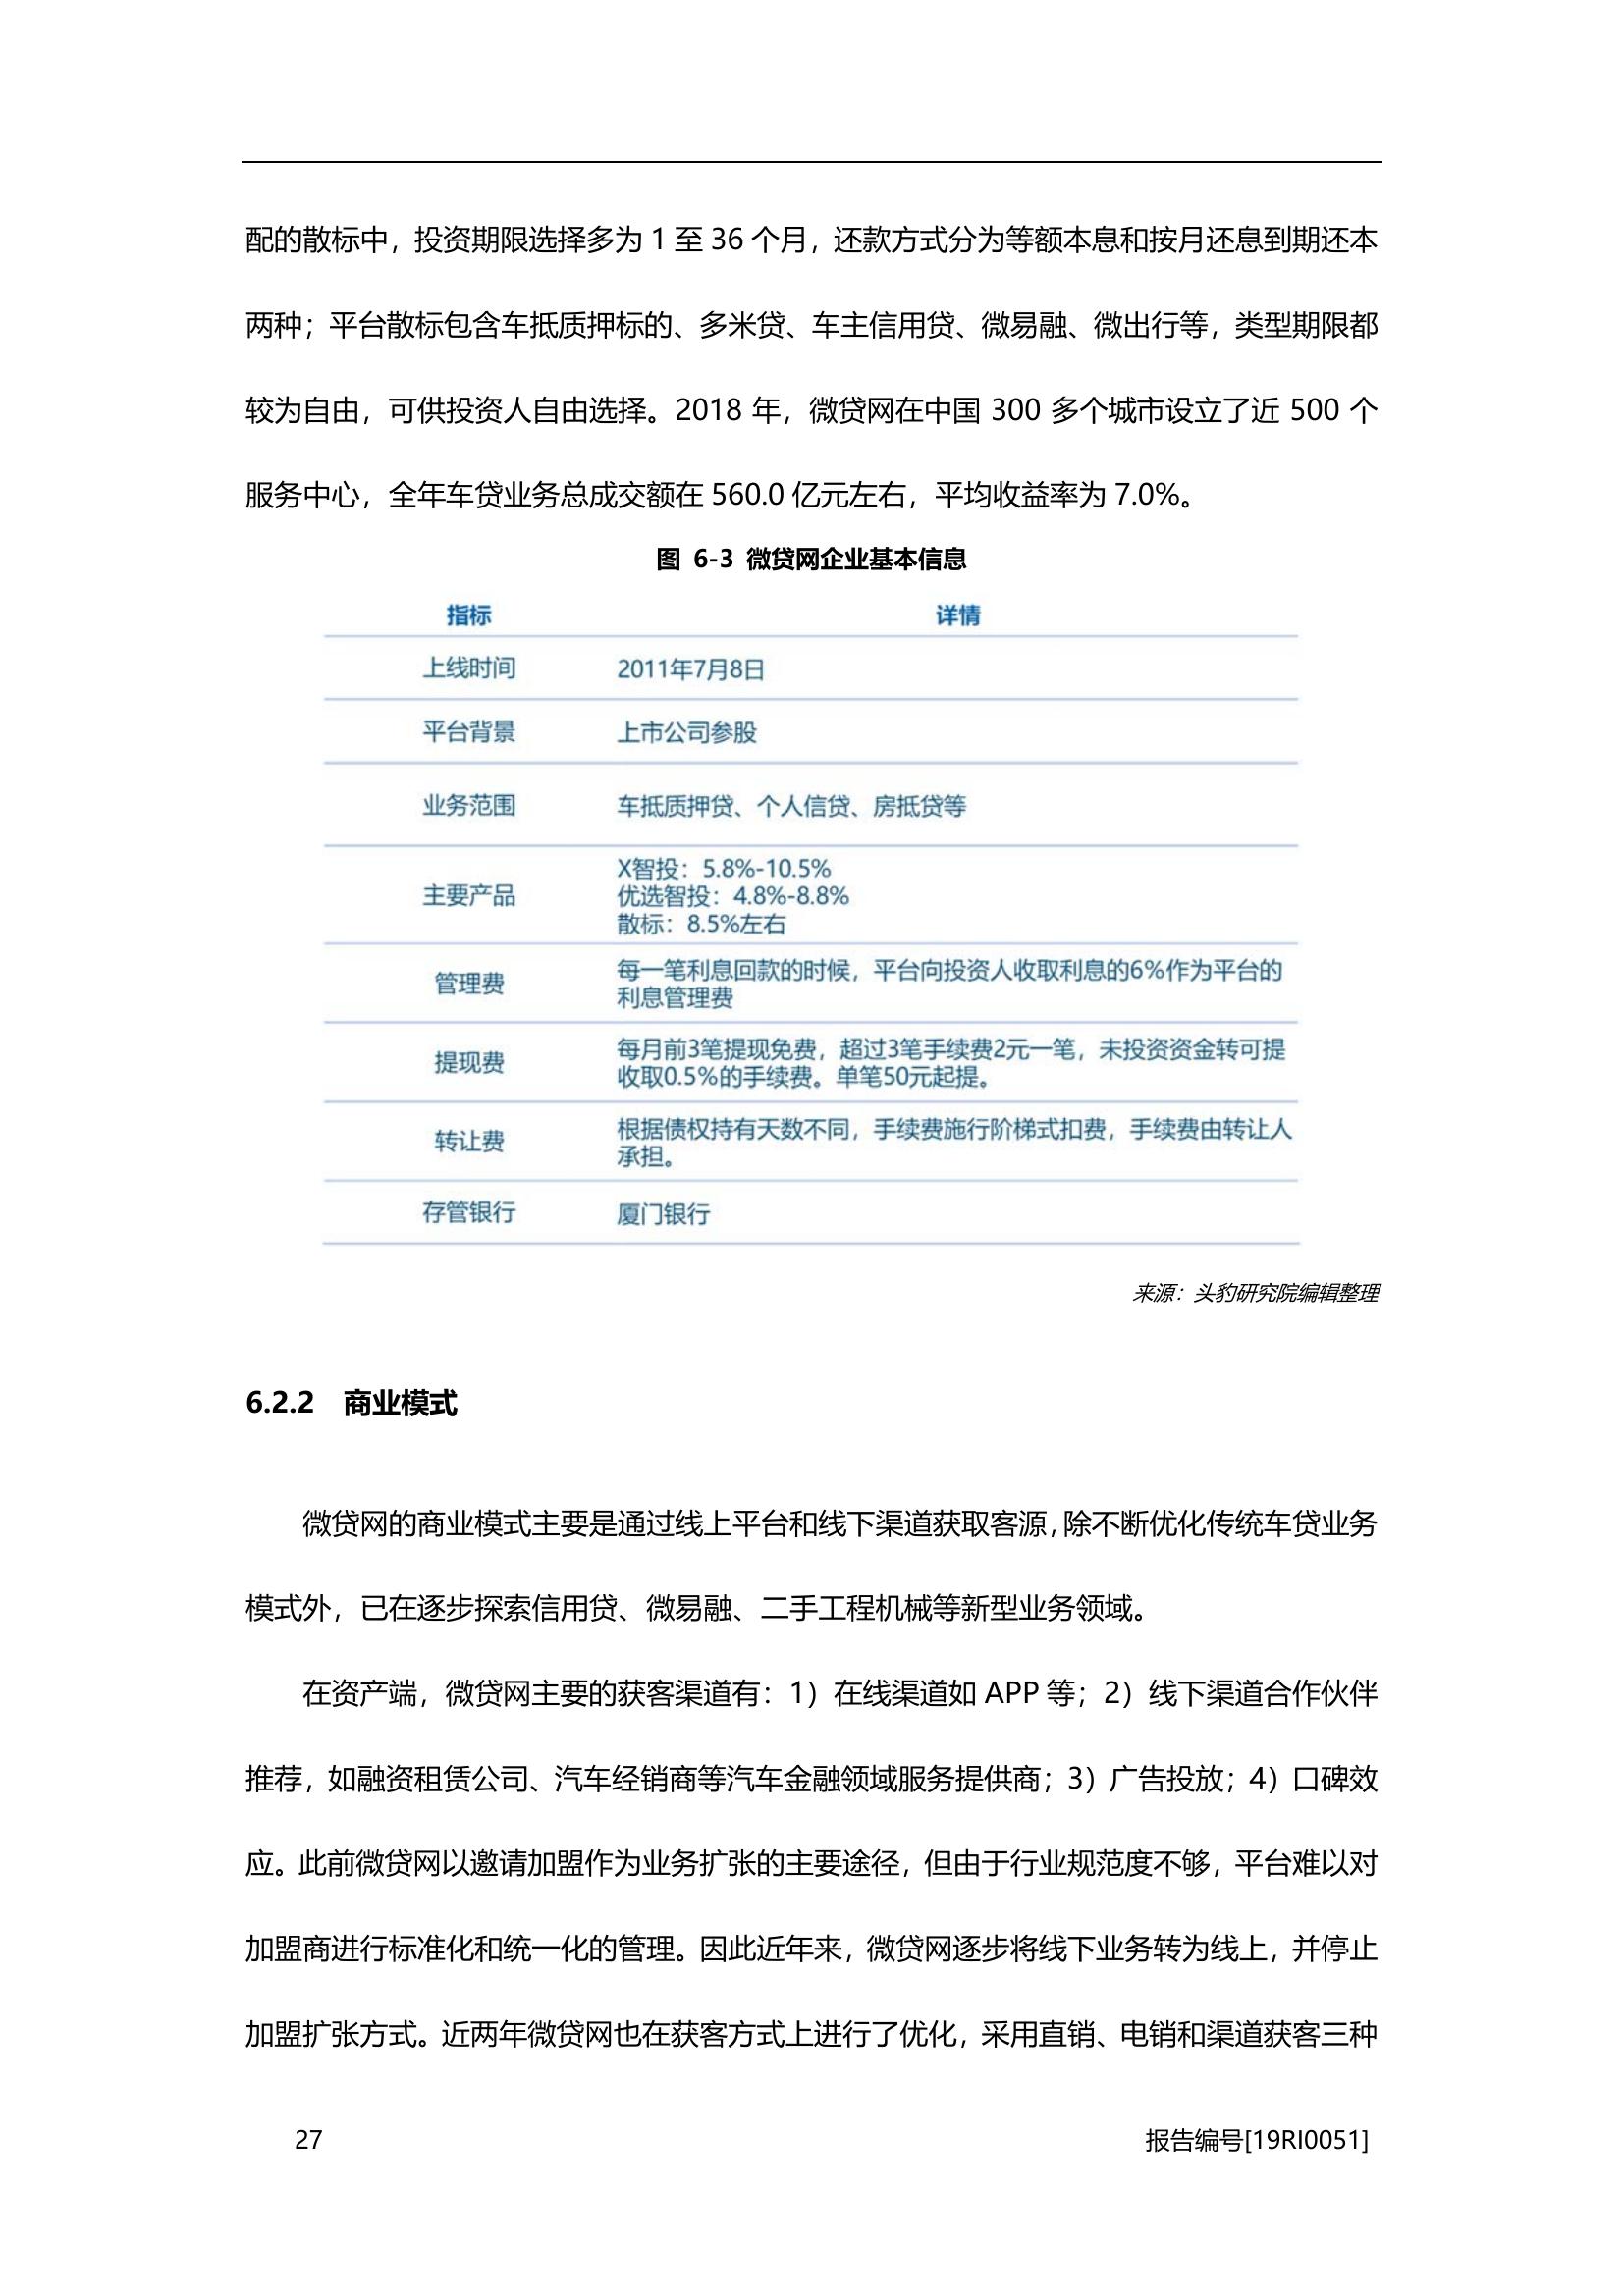 配的散标中，投资期限选择多为 1 至 36 个月，还款方式分为等额本息和按月还息到期还本
两种；平台散标包含车抵质押标的、多米贷、车主信用贷、微易融、微出行等，类型期限都
较为自由，可供投资人自由选择。2018 年，微贷网在中国 300 多个城市设立了近 500 个
服务中心，全年车贷业务总成交额在 560.0 亿元左右，平均收益率为 7.0%。
图 6-3 微贷网企业基本信息
指标 详情
上线时间 2011年7月8日
平台背景 上市公司参股
业务范围 车抵质押贷、个人信贷、房抵贷等
主要产品 X智投：5.8%-10.5%
优选智投：4.8%-8.8%
散标：8.5%左右
管理费 每一笔利息回款的时候，平台向投资人收取利息的6%作为平台的
利息管理费
提现费 每月前3笔提现免费，超过3笔手续费2元一笔，未投资资金转可提
收取0.5%的手续费。单笔50元起提。
转让费 根据债权持有天数不同，手续费施行阶梯式扣费，手续费由转让人
承担。
存管银行 厦门银行
来源：头豹研究院编辑整理
6.2.2 商业模式
微贷网的商业模式主要是通过线上平台和线下渠道获取客源，除不断优化传统车贷业务
模式外，已在逐步探索信用贷、微易融、二手工程机械等新型业务领域。
在资产端，微贷网主要的获客渠道有：1）在线渠道如 APP 等；2）线下渠道合作伙伴
推荐，如融资租赁公司、汽车经销商等汽车金融领域服务提供商；3）广告投放；4）口碑效
应。此前微贷网以邀请加盟作为业务扩张的主要途径，但由于行业规范度不够，平台难以对
加盟商进行标准化和统一化的管理。因此近年来，微贷网逐步将线下业务转为线上，并停止
加盟扩张方式。近两年微贷网也在获客方式上进行了优化，采用直销、电销和渠道获客三种
27 报告编号[19RI0051]